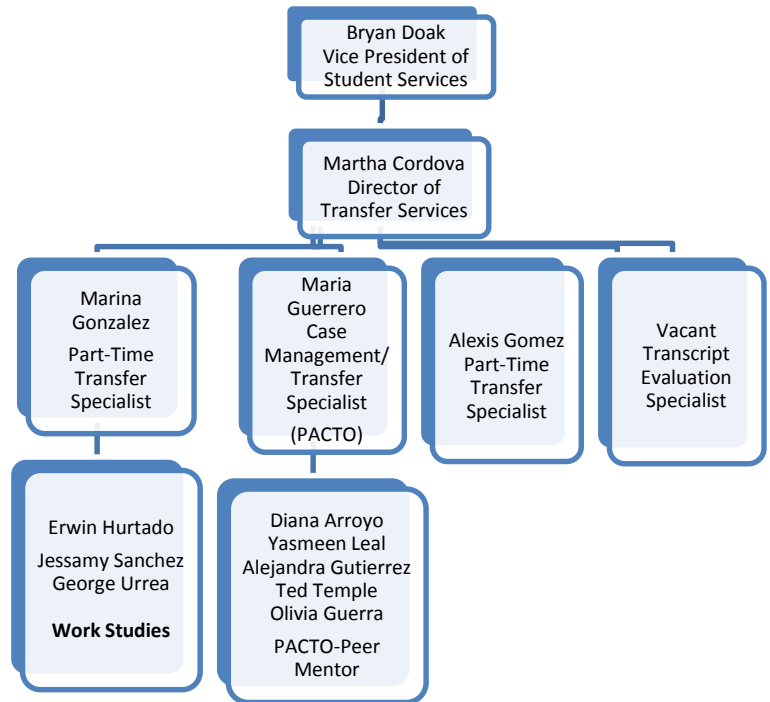 Bryan Doak
Vice President of
Student Services
Martha Cordova
Director of
Transfer Services
Marina
Gonzalez
Part-Time
Transfer
Specialist
Maria
Guerrero
Case
Management/
Transfer
Specialist
(PACTO)
Alexis Gomez
Part-Time
Transfer
Specialist
Vacant
Transcript
Evaluation
Specialist
Erwin Hurtado
Jessamy Sanchez
George Urrea
Work Studies
Diana Arroyo
Yasmeen Leal
Alejandra Gutierrez
Ted Temple
Olivia Guerra
PACTO-Peer
Mentor